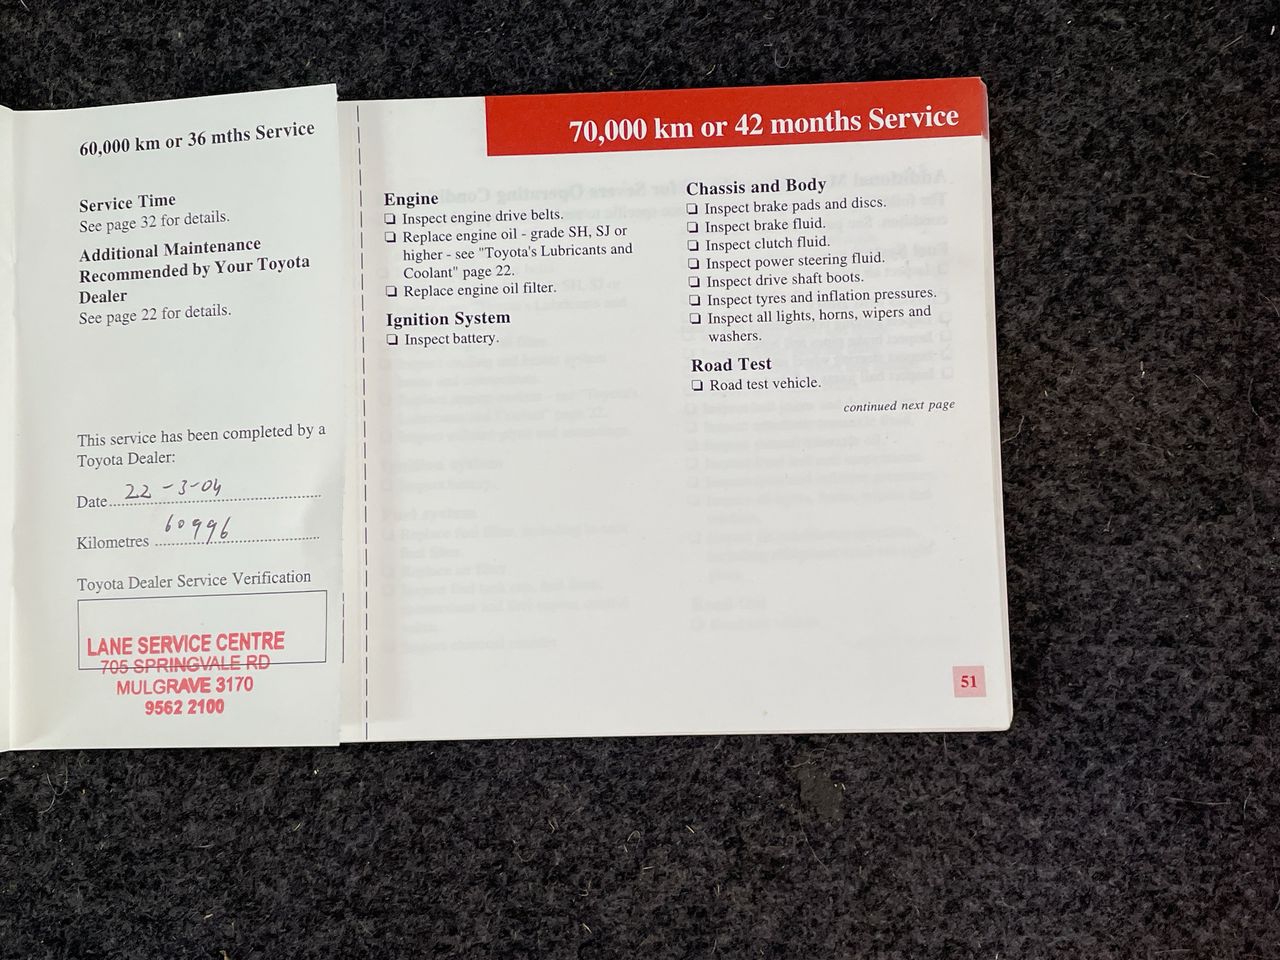 60,000 km or 36 mths Service
Service Time
See page 32 for details.
Additional Maintenance
Recommended by Your Toyota
Dealer
See page 22 for details.
This service has been completed by a
Toyota Dealer:
Date 22-3-04
Kilometres 60996
Toyota Dealer Service Verification
LANE SERVICE CENTRE
705 SPRINGVALE RD
MULGRAVE 3170
9562 2100
70,000 km or 42 months Service
Engine
❏ Inspect engine drive belts.
❏ Replace engine oil - grade SH, SJ or
higher - see "Toyota's Lubricants and
Coolant" page 22.
❏ Replace engine oil filter.
Ignition System
❏ Inspect battery.
Chassis and Body
❏ Inspect brake pads and discs.
❏ Inspect brake fluid.
❏ Inspect clutch fluid.
❏ Inspect power steering fluid.
❏ Inspect drive shaft boots.
❏ Inspect tyres and inflation pressures.
❏ Inspect all lights, horns, wipers and
washers.
Road Test
❏ Road test vehicle.
continued next page
51